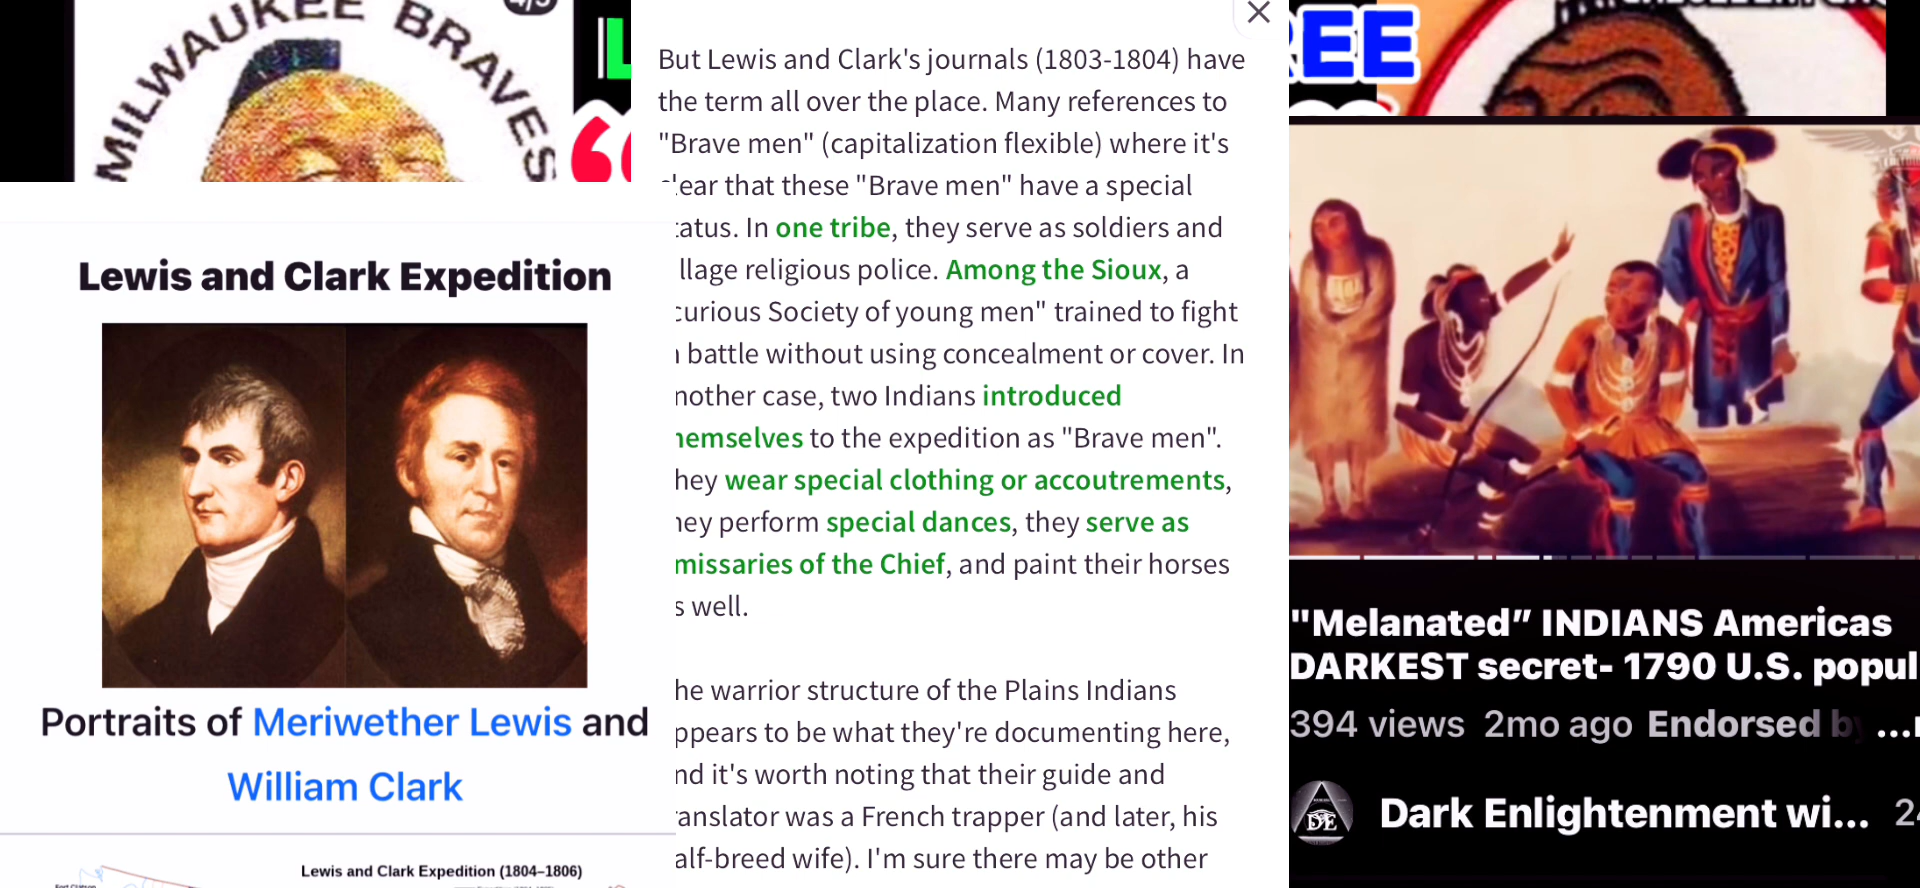 MILWAUKEE BRAVES
Lewis and Clark Expedition
Portraits of Meriwether Lewis and
William Clark
Lewis and Clark Expedition (1804–1806)
But Lewis and Clark's journals (1803-1804) have
the term all over the place. Many references to
"Brave men" (capitalization flexible) where it's
clear that these "Brave men" have a special
tatus. In one tribe, they serve as soldiers and
llage religious police. Among the Sioux, a
curious Society of young men" trained to fight
n battle without using concealment or cover. In
nother case, two Indians introduced
hemselves to the expedition as "Brave men".
hey wear special clothing or accoutrements,
hey perform special dances, they serve as
missaries of the Chief, and paint their horses
s well.
he warrior structure of the Plains Indians
ppears to be what they're documenting here,
nd it's worth noting that their guide and
ranslator was a French trapper (and later, his
alf-breed wife). I'm sure there may be other
EE
"Melanated” INDIANS Americas
DARKEST secret- 1790 U.S. popul
394 views 2mo ago Endorsed by ...
DE
Dark Enlightenment wi... 2